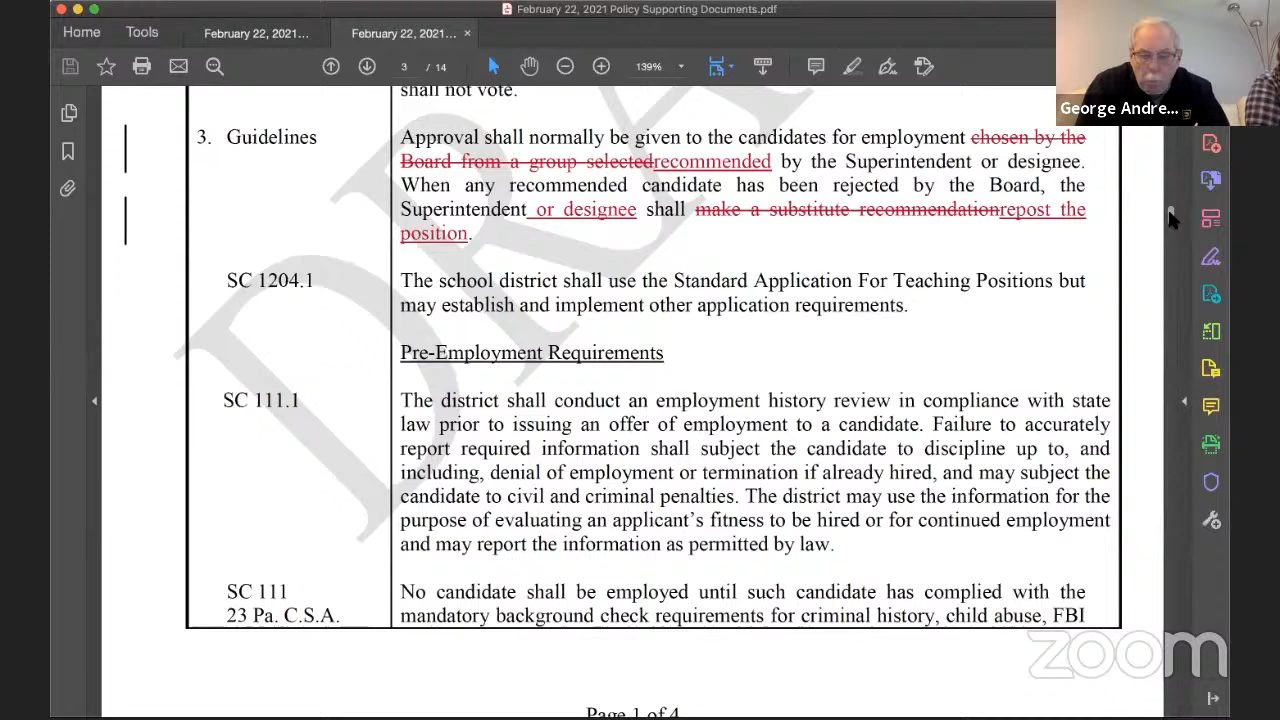 February 22, 2021 Policy Supporting Documents.pdf
Home
Tools
February 22, 2021...
February 22, 2021...
3 / 14
139%
George Andre...
shall not vote.
3. Guidelines
Approval shall normally be given to the candidates for employment chosen by the
Board from a group selectedrecommended by the Superintendent or designee.
When any recommended candidate has been rejected by the Board, the
Superintendent or designee shall make a substitute recommendationrepost the
position.
SC 1204.1
The school district shall use the Standard Application For Teaching Positions but
may establish and implement other application requirements.
Pre-Employment Requirements
SC 111.1
The district shall conduct an employment history review in compliance with state
law prior to issuing an offer of employment to a candidate. Failure to accurately
report required information shall subject the candidate to discipline up to, and
including, denial of employment or termination if already hired, and may subject the
candidate to civil and criminal penalties. The district may use the information for the
purpose of evaluating an applicant's fitness to be hired or for continued employment
and may report the information as permitted by law.
SC 111
23 Pa. C.S.A.
No candidate shall be employed until such candidate has complied with the
mandatory background check requirements for criminal history, child abuse, FBI
DRA
zoom
Page 1 of 4